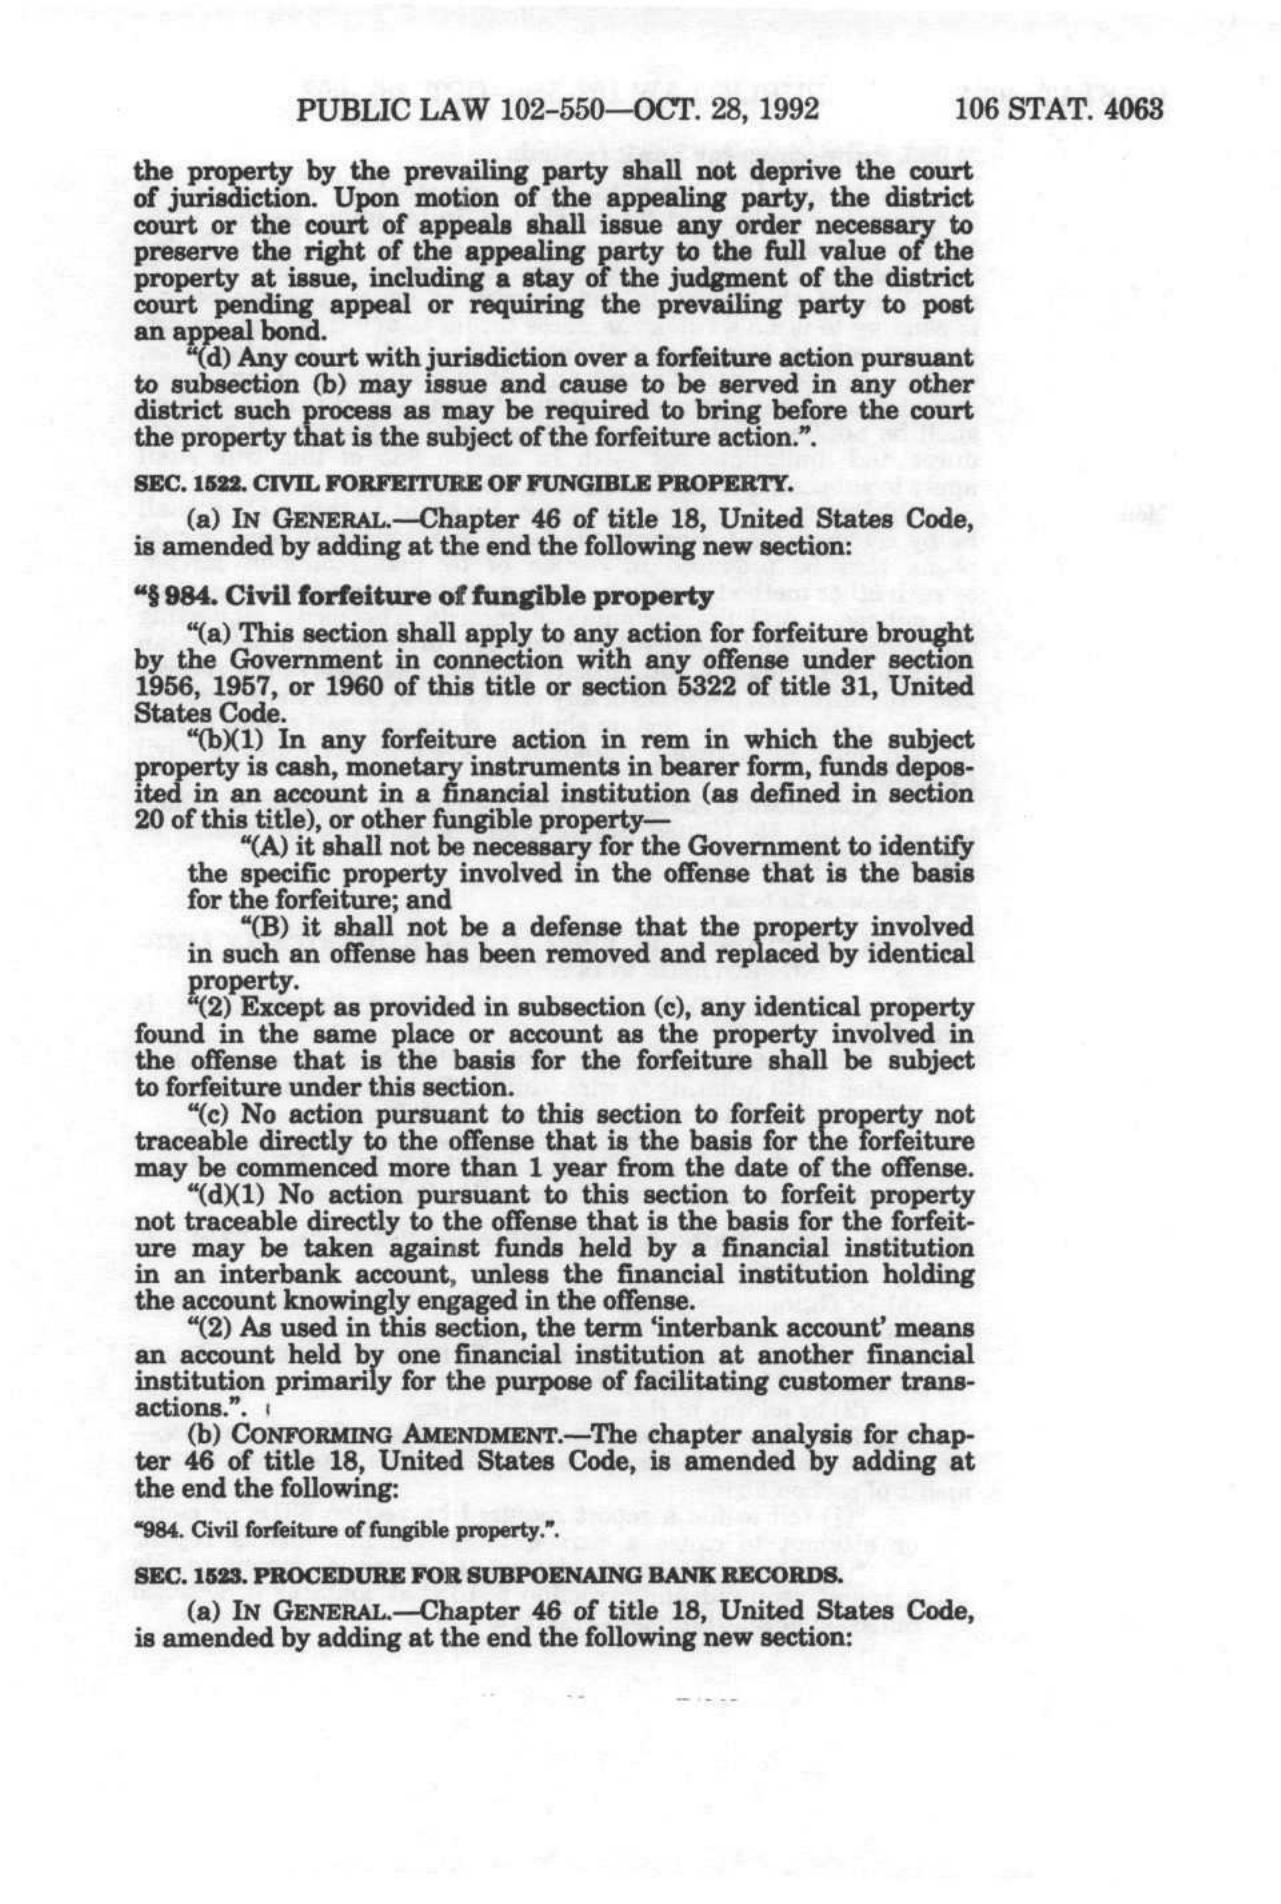 PUBLIC LAW 102-550—OCT. 28, 1992 106 STAT. 4063
the property by the prevailing party shall not deprive the court
of jurisdiction. Upon motion of the appealing party, the district
court or the court of appeals shall issue any order necessary to
preserve the right of the appealing party to the full value of the
property at issue, including a stay of the judgment of the district
court pending appeal or requiring the prevailing party to post
an appeal bond.
“(d) Any court with jurisdiction over a forfeiture action pursuant
to subsection (b) may issue and cause to be served in any other
district such process as may be required to bring before the court
the property that is the subject of the forfeiture action.”.
SEC. 1522. CIVIL FORFEITURE OF FUNGIBLE PROPERTY.
(a) IN GENERAL.—Chapter 46 of title 18, United States Code,
is amended by adding at the end the following new section:
“§ 984. Civil forfeiture of fungible property
“(a) This section shall apply to any action for forfeiture brought
by the Government in connection with any offense under section
1956, 1957, or 1960 of this title or section 5322 of title 31, United
States Code.
“(b)(1) In any forfeiture action in rem in which the subject
property is cash, monetary instruments in bearer form, funds depos-
ited in an account in a financial institution (as defined in section
20 of this title), or other fungible property—
“(A) it shall not be necessary for the Government to identify
the specific property involved in the offense that is the basis
for the forfeiture; and
“(B) it shall not be a defense that the property involved
in such an offense has been removed and replaced by identical
property.
“(2) Except as provided in subsection (c), any identical property
found in the same place or account as the property involved in
the offense that is the basis for the forfeiture shall be subject
to forfeiture under this section.
“(c) No action pursuant to this section to forfeit property not
traceable directly to the offense that is the basis for the forfeiture
may be commenced more than 1 year from the date of the offense.
“(d)(1) No action pursuant to this section to forfeit property
not traceable directly to the offense that is the basis for the forfeit-
ure may be taken against funds held by a financial institution
in an interbank account, unless the financial institution holding
the account knowingly engaged in the offense.
“(2) As used in this section, the term ‘interbank account’ means
an account held by one financial institution at another financial
institution primarily for the purpose of facilitating customer trans-
actions.”.
(b) CONFORMING AMENDMENT.—The chapter analysis for chap-
ter 46 of title 18, United States Code, is amended by adding at
the end the following:
“984. Civil forfeiture of fungible property.”.
SEC. 1523. PROCEDURE FOR SUBPOENAING BANK RECORDS.
(a) IN GENERAL.—Chapter 46 of title 18, United States Code,
is amended by adding at the end the following new section: